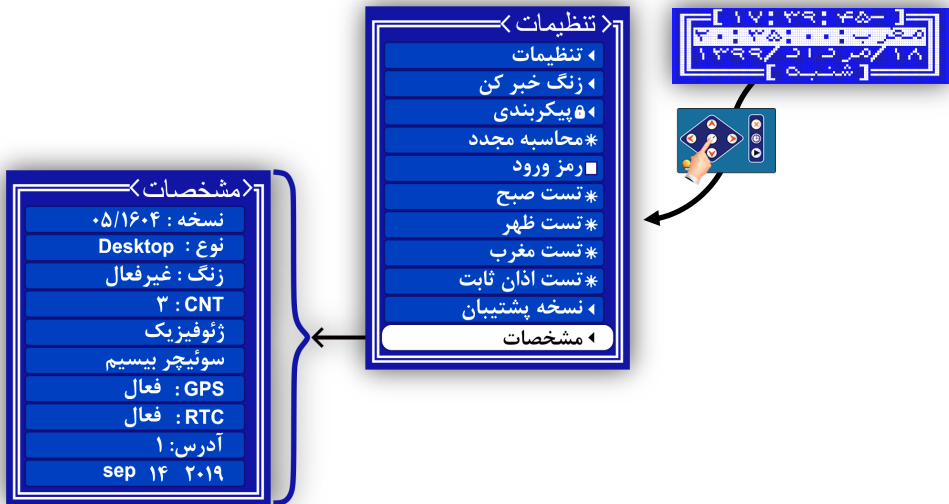 [ ۱۷:۳۹:۴۵- ]
مغرب:۲۰:۳۵:۰۰
۱۸/مرداد/۱۳۹۹
[ شنبه ]
< تنظیمات >
تنظیمات
زنگ خبر کن
پیکربندی
*محاسبه مجدد
رمز ورود
*تست صبح
*تست ظهر
*تست مغرب
*تست اذان ثابت
نسخه پشتیبان
مشخصات
<مشخصات>
نسخه : ۰۵/۱۶۰۴
نوع : Desktop
زنگ : غیرفعال
۳ : CNT
ژئوفیزیک
سوئیچر بیسیم
GPS : فعال
RTC : فعال
آدرس: ۱
sep ۱۴ ۲۰۱۹